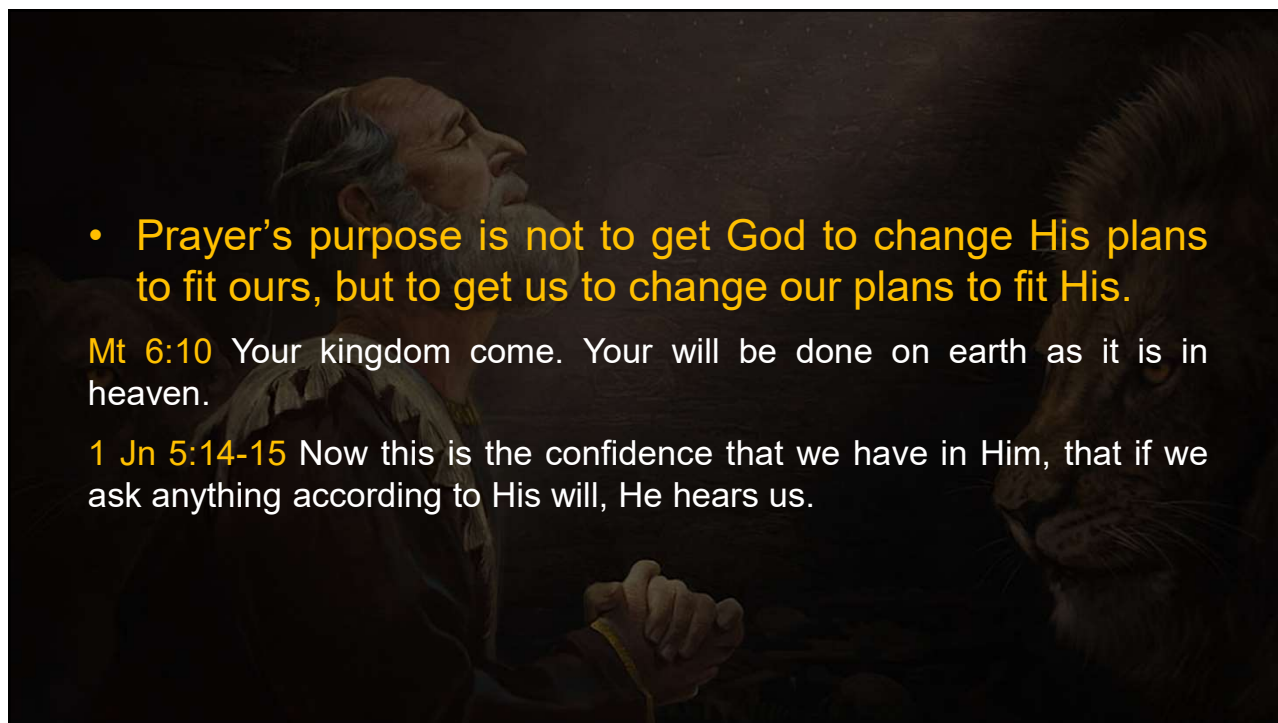 • Prayer’s purpose is not to get God to change His plans
to fit ours, but to get us to change our plans to fit His.
Mt 6:10 Your kingdom come. Your will be done on earth as it is in
heaven.
1 Jn 5:14-15 Now this is the confidence that we have in Him, that if we
ask anything according to His will, He hears us.